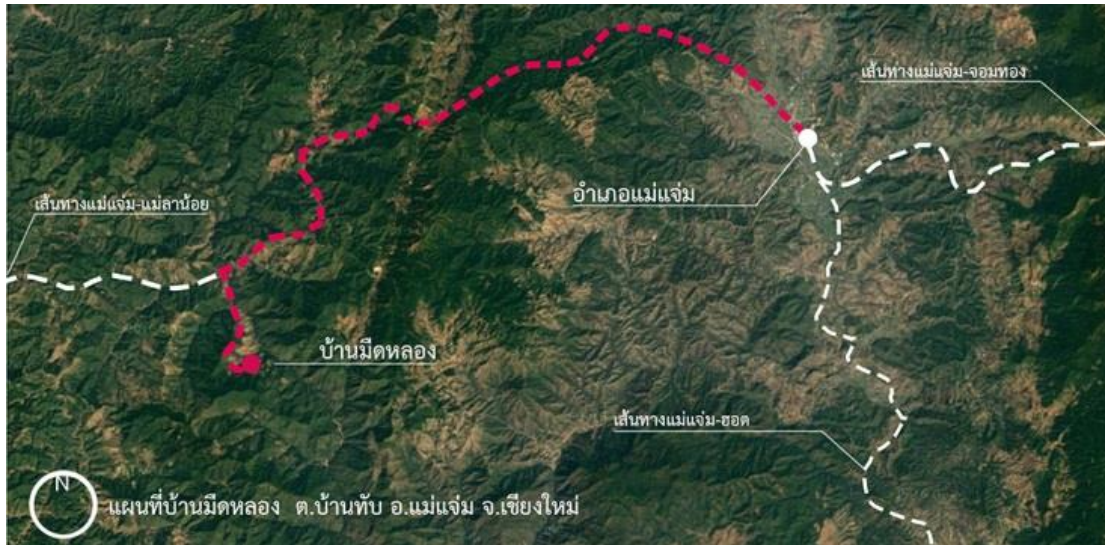 เส้นทางแม่แจ่ม-จอมทอง
อำเภอแม่แจ่ม
เส้นทางแม่แจ่ม-แม่ลาน้อย
บ้านมืดหลอง
เส้นทางแม่แจ่ม-ฮอด
N
แผนที่บ้านมืดหลอง ต.บ้านทับ อ.แม่แจ่ม จ.เชียงใหม่